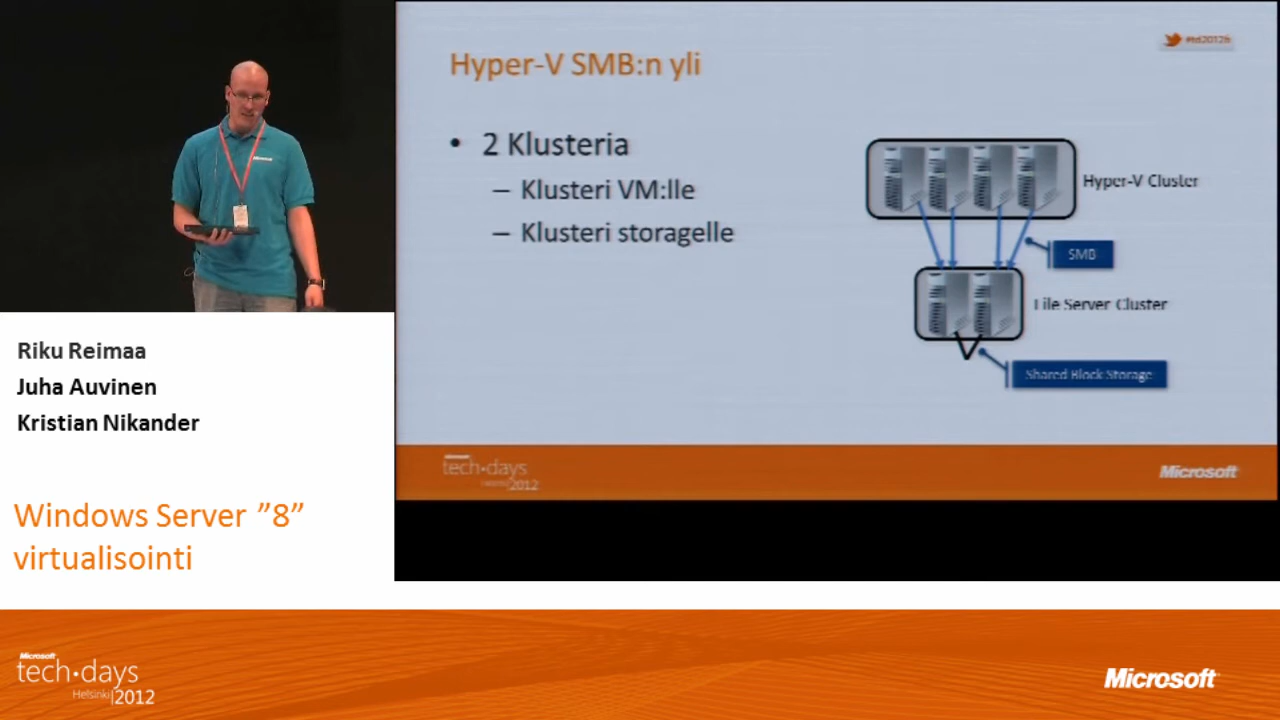 Hyper-V SMB:n yli
#td2012fi
• 2 Klusteria
– Klusteri VM:lle
– Klusteri storagelle
Hyper-V Cluster
SMB
File Server Cluster
Shared Block Storage
tech·days
Helsinki 2012
Microsoft
Microsoft
Riku Reimaa
Juha Auvinen
Kristian Nikander
Windows Server ”8”
virtualisointi
Microsoft
tech·days
Helsinki|2012
Microsoft